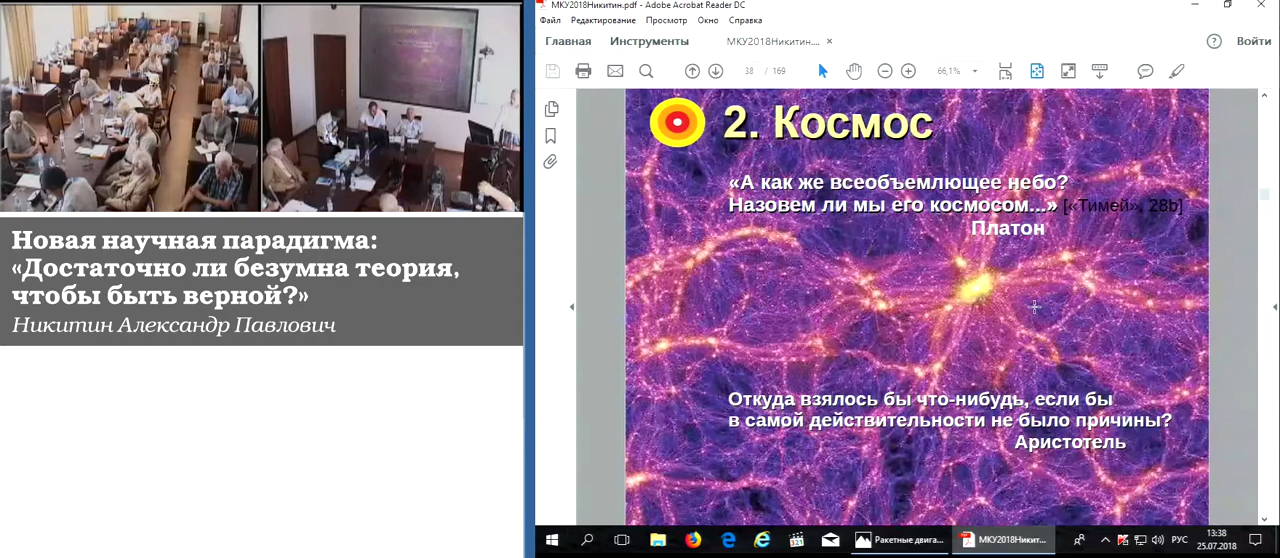 Новая научная парадигма:
«Достаточно ли безумна теория,
чтобы быть верной?»
Никитин Александр Павлович
МКУ2018Никитин.pdf - Adobe Acrobat Reader DC
Файл Редактирование Просмотр Окно Справка
Главная Инструменты МКУ2018Никитин.... × Войти
38 / 169 66,1%
2. Космос
«А как же всеобъемлющее небо?
Назовем ли мы его космосом...» [«Тимей», 28b]
Платон
Откуда взялось бы что-нибудь, если бы
в самой действительности не было причины?
Аристотель
Ракетные двига... МКУ2018Никит... РУС 13:38
25.07.2018